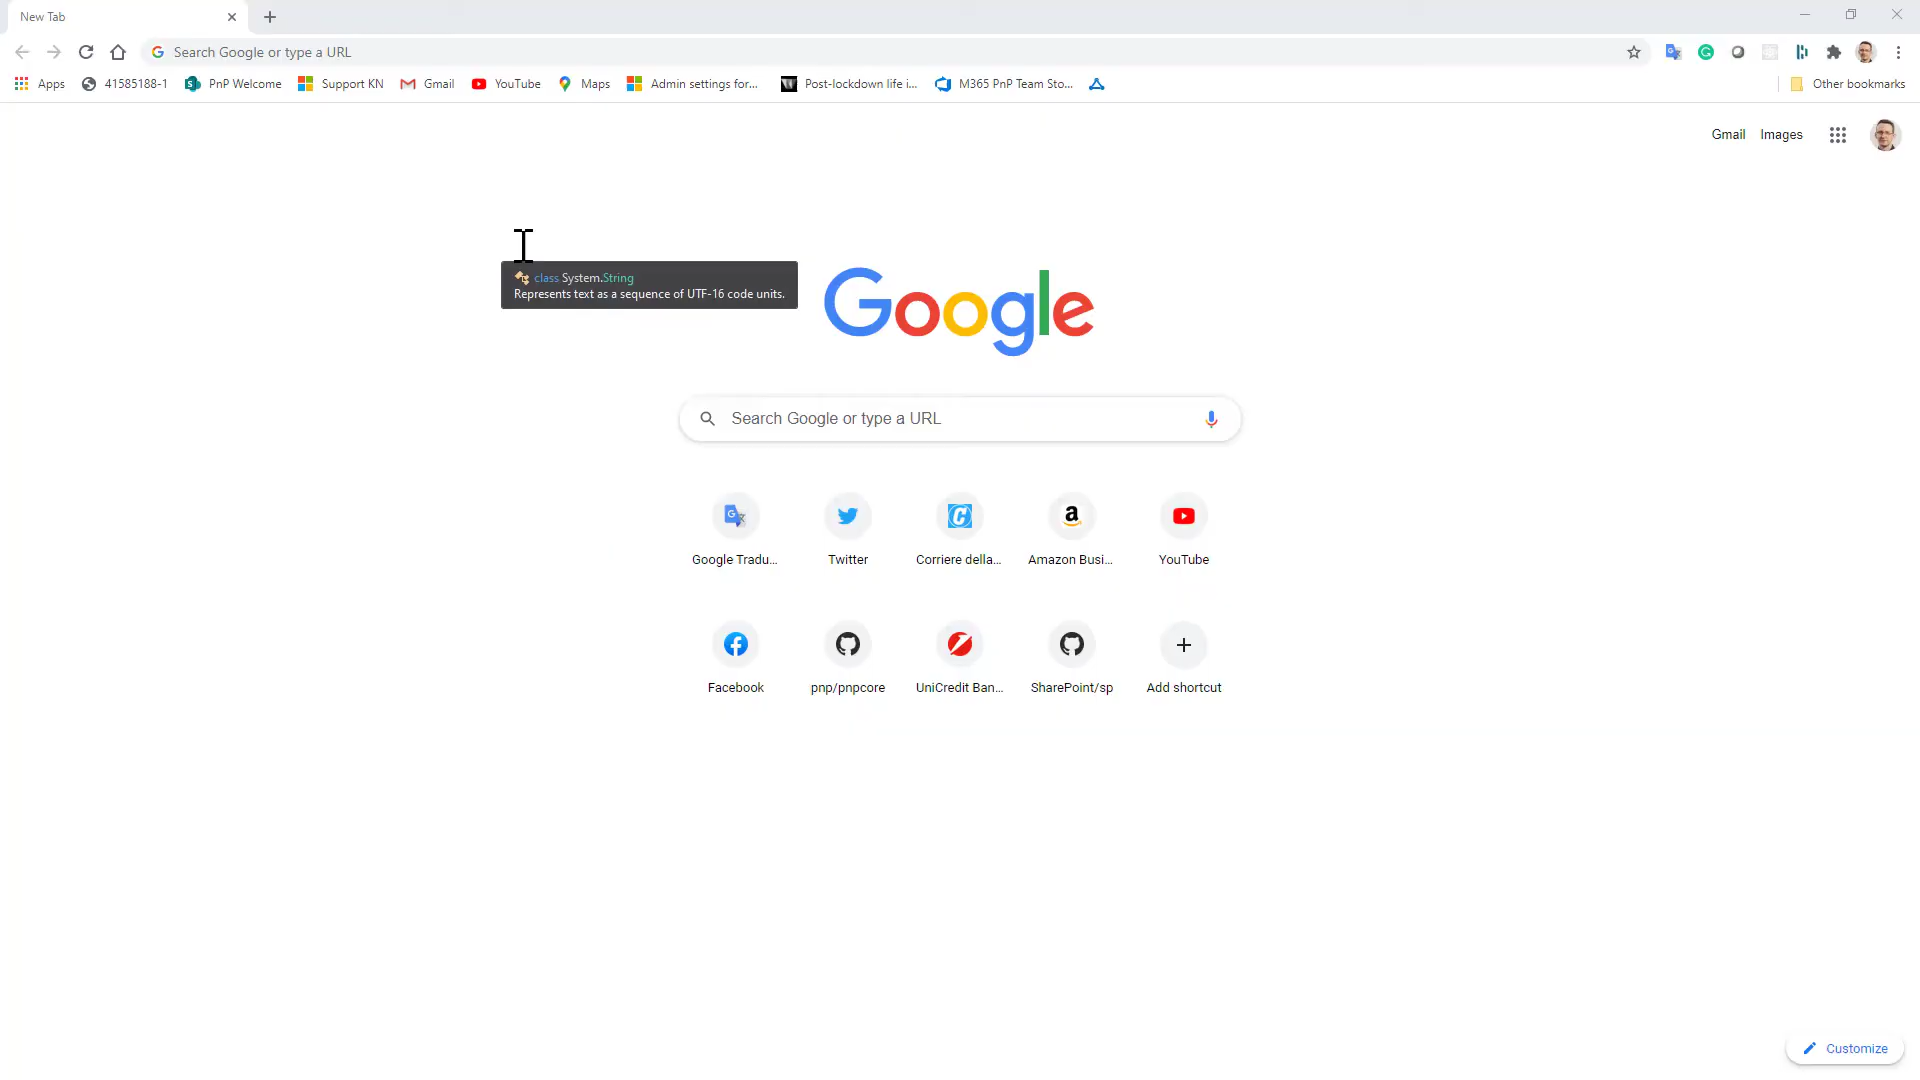 New Tab
Search Google or type a URL
Apps 41585188-1 PnP Welcome Support KN Gmail YouTube Maps Admin settings for... Post-lockdown life i... M365 PnP Team Sto... Other bookmarks
Gmail Images
class System.String
Represents text as a sequence of UTF-16 code units.
Google
Search Google or type a URL
Google Tradu... Twitter Corriere della... Amazon Busi... YouTube
Facebook pnp/pnpcore UniCredit Ban... SharePoint/sp Add shortcut
Customize